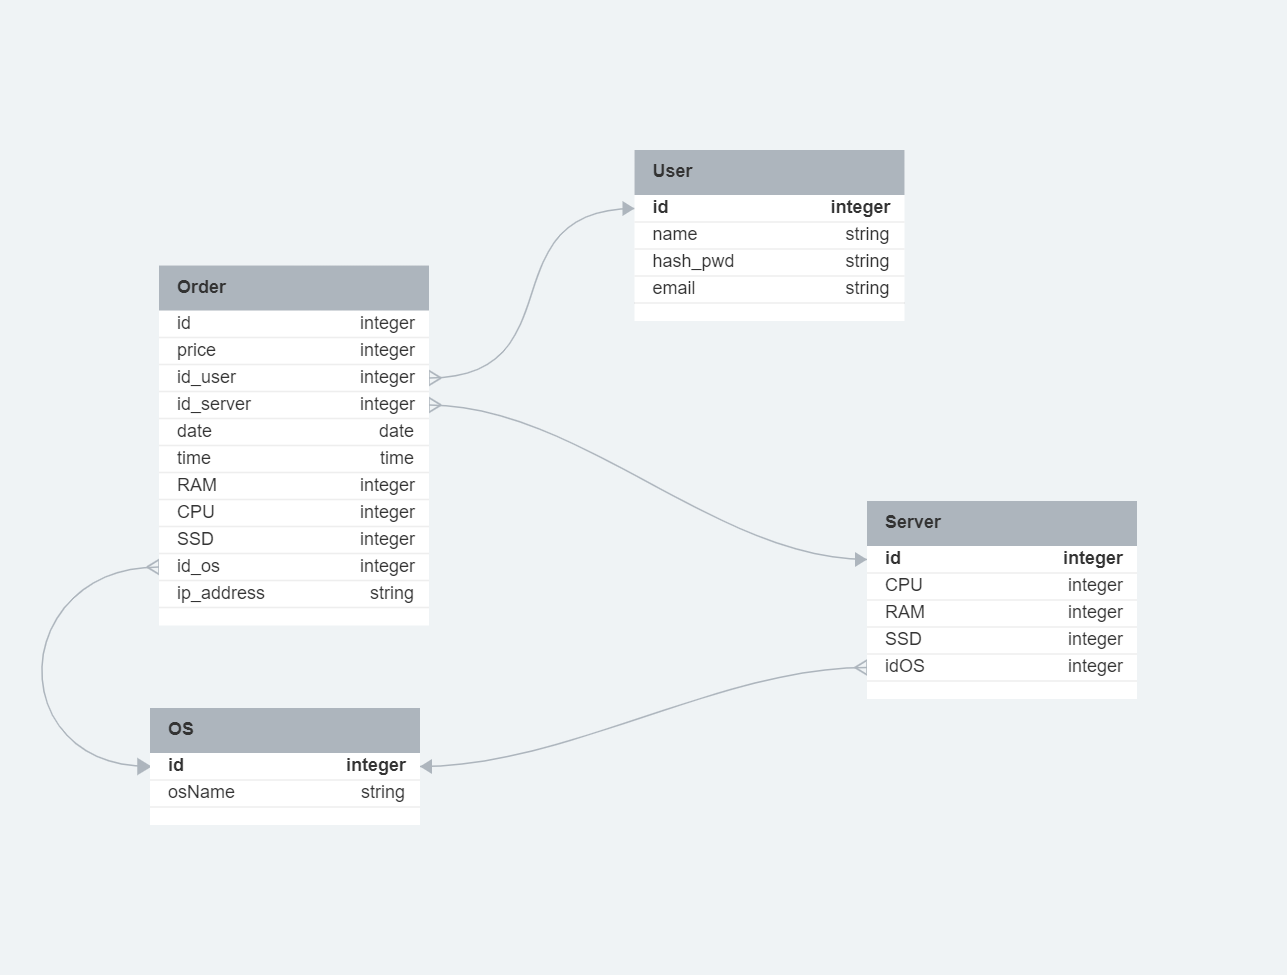 User
id integer
name string
hash_pwd string
email string
Order
id integer
price integer
id_user integer
id_server integer
date date
time time
RAM integer
CPU integer
SSD integer
id_os integer
ip_address string
Server
id integer
CPU integer
RAM integer
SSD integer
idOS integer
OS
id integer
osName string